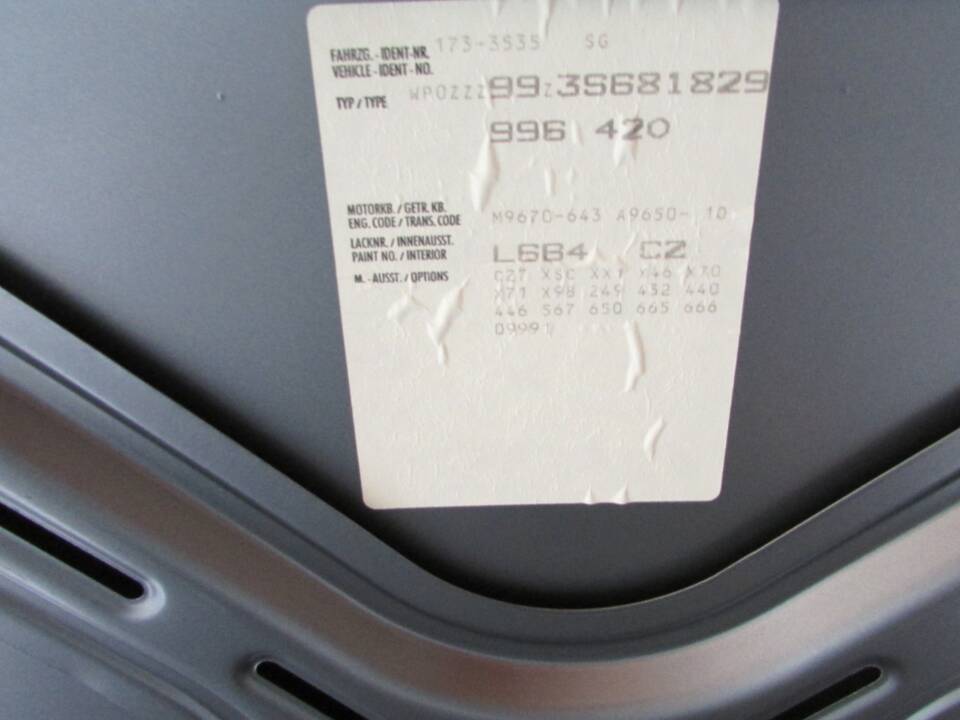 173-3535 SG
FAHRZG. - IDENT-NR.
VEHICLE - IDENT - NO.
WP0ZZZ99Z3S681829
TYP / TYPE
996 420
MOTORKB. / GETR. KB.
ENG. CODE / TRANS. CODE
M9670-643 A9650- 10
LACKNR. / INNENAUSST.
PAINT NO. / INTERIOR
L6B4 CZ
M. - AUSST. / OPTIONS
C27 XSC XX1 X46 X70
X71 X98 249 432 440
446 567 650 665 666
09991